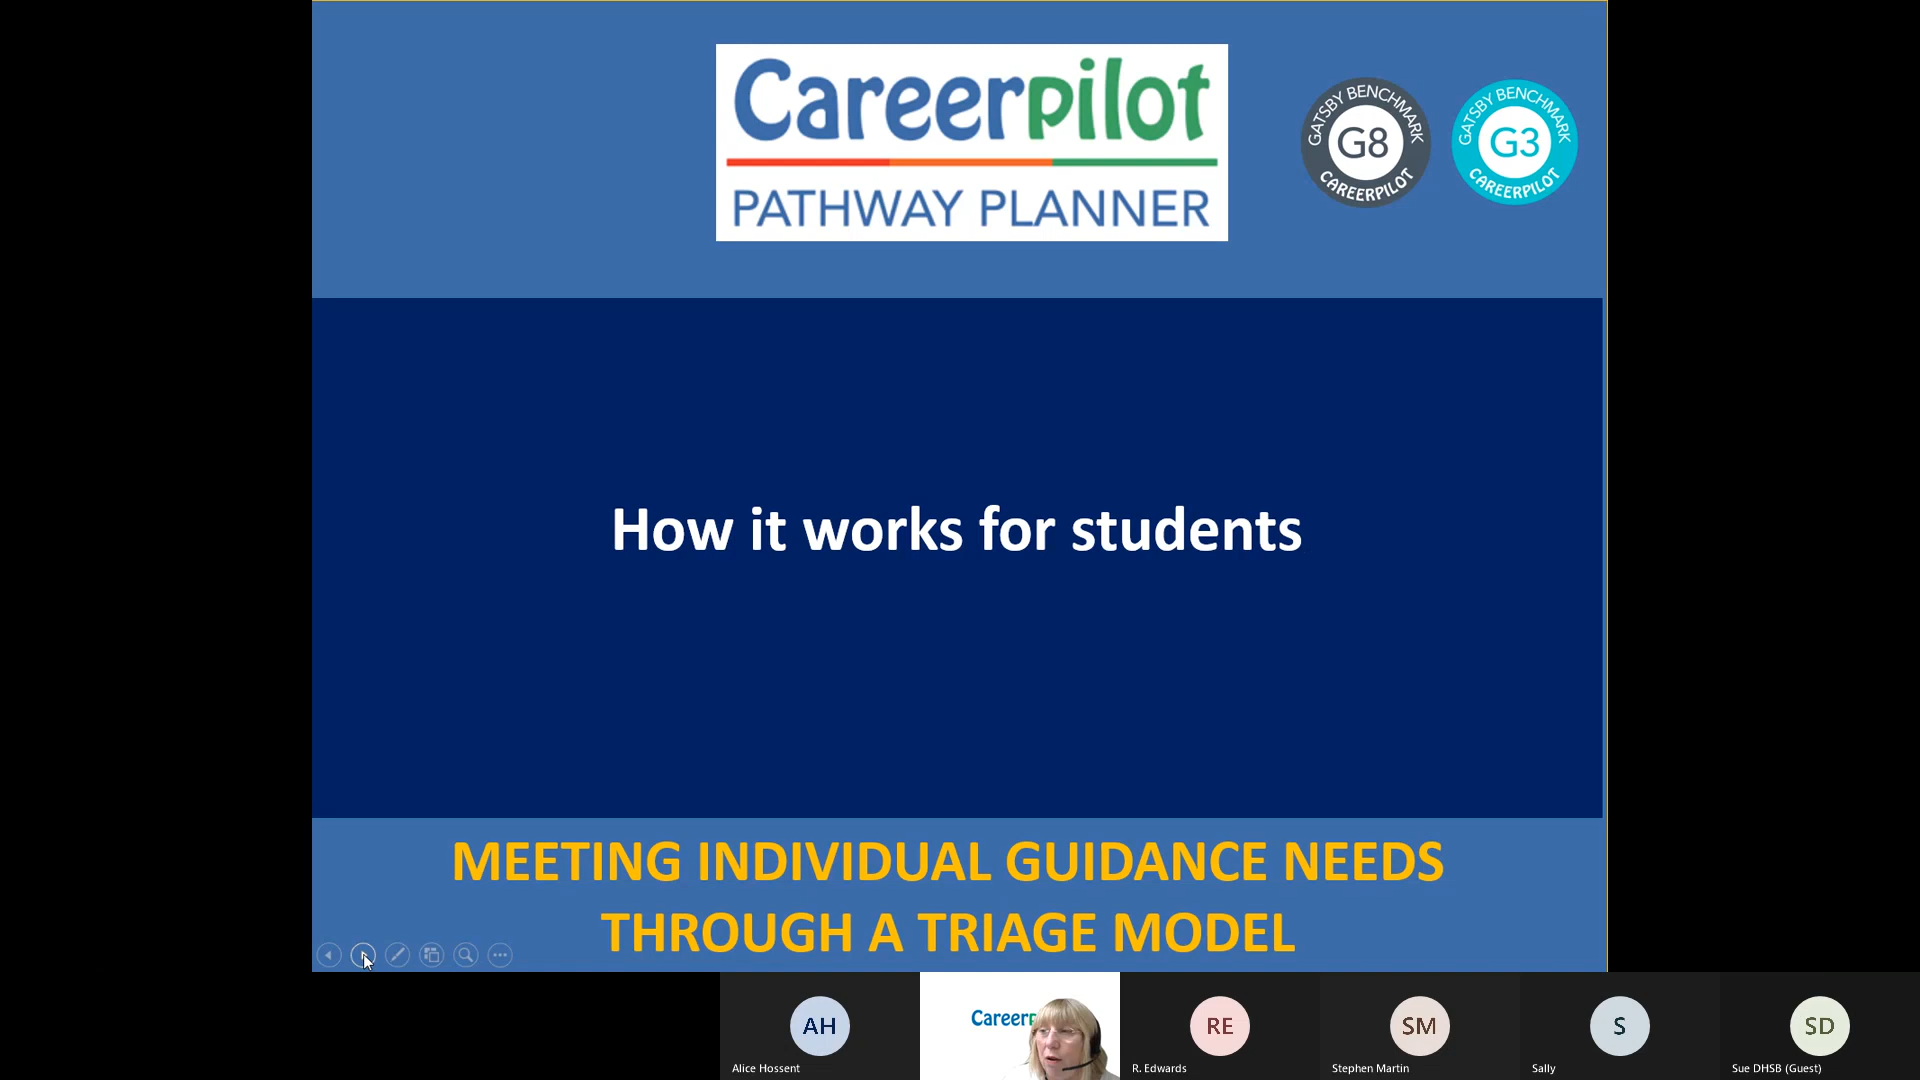 Careerpilot
PATHWAY PLANNER
GATSBY BENCHMARK
G8
CAREERPILOT
GATSBY BENCHMARK
G3
CAREERPILOT
How it works for students
MEETING INDIVIDUAL GUIDANCE NEEDS
THROUGH A TRIAGE MODEL
AH
Alice Hossent
Career
RE
R. Edwards
SM
Stephen Martin
S
Sally
SD
Sue DHSB (Guest)